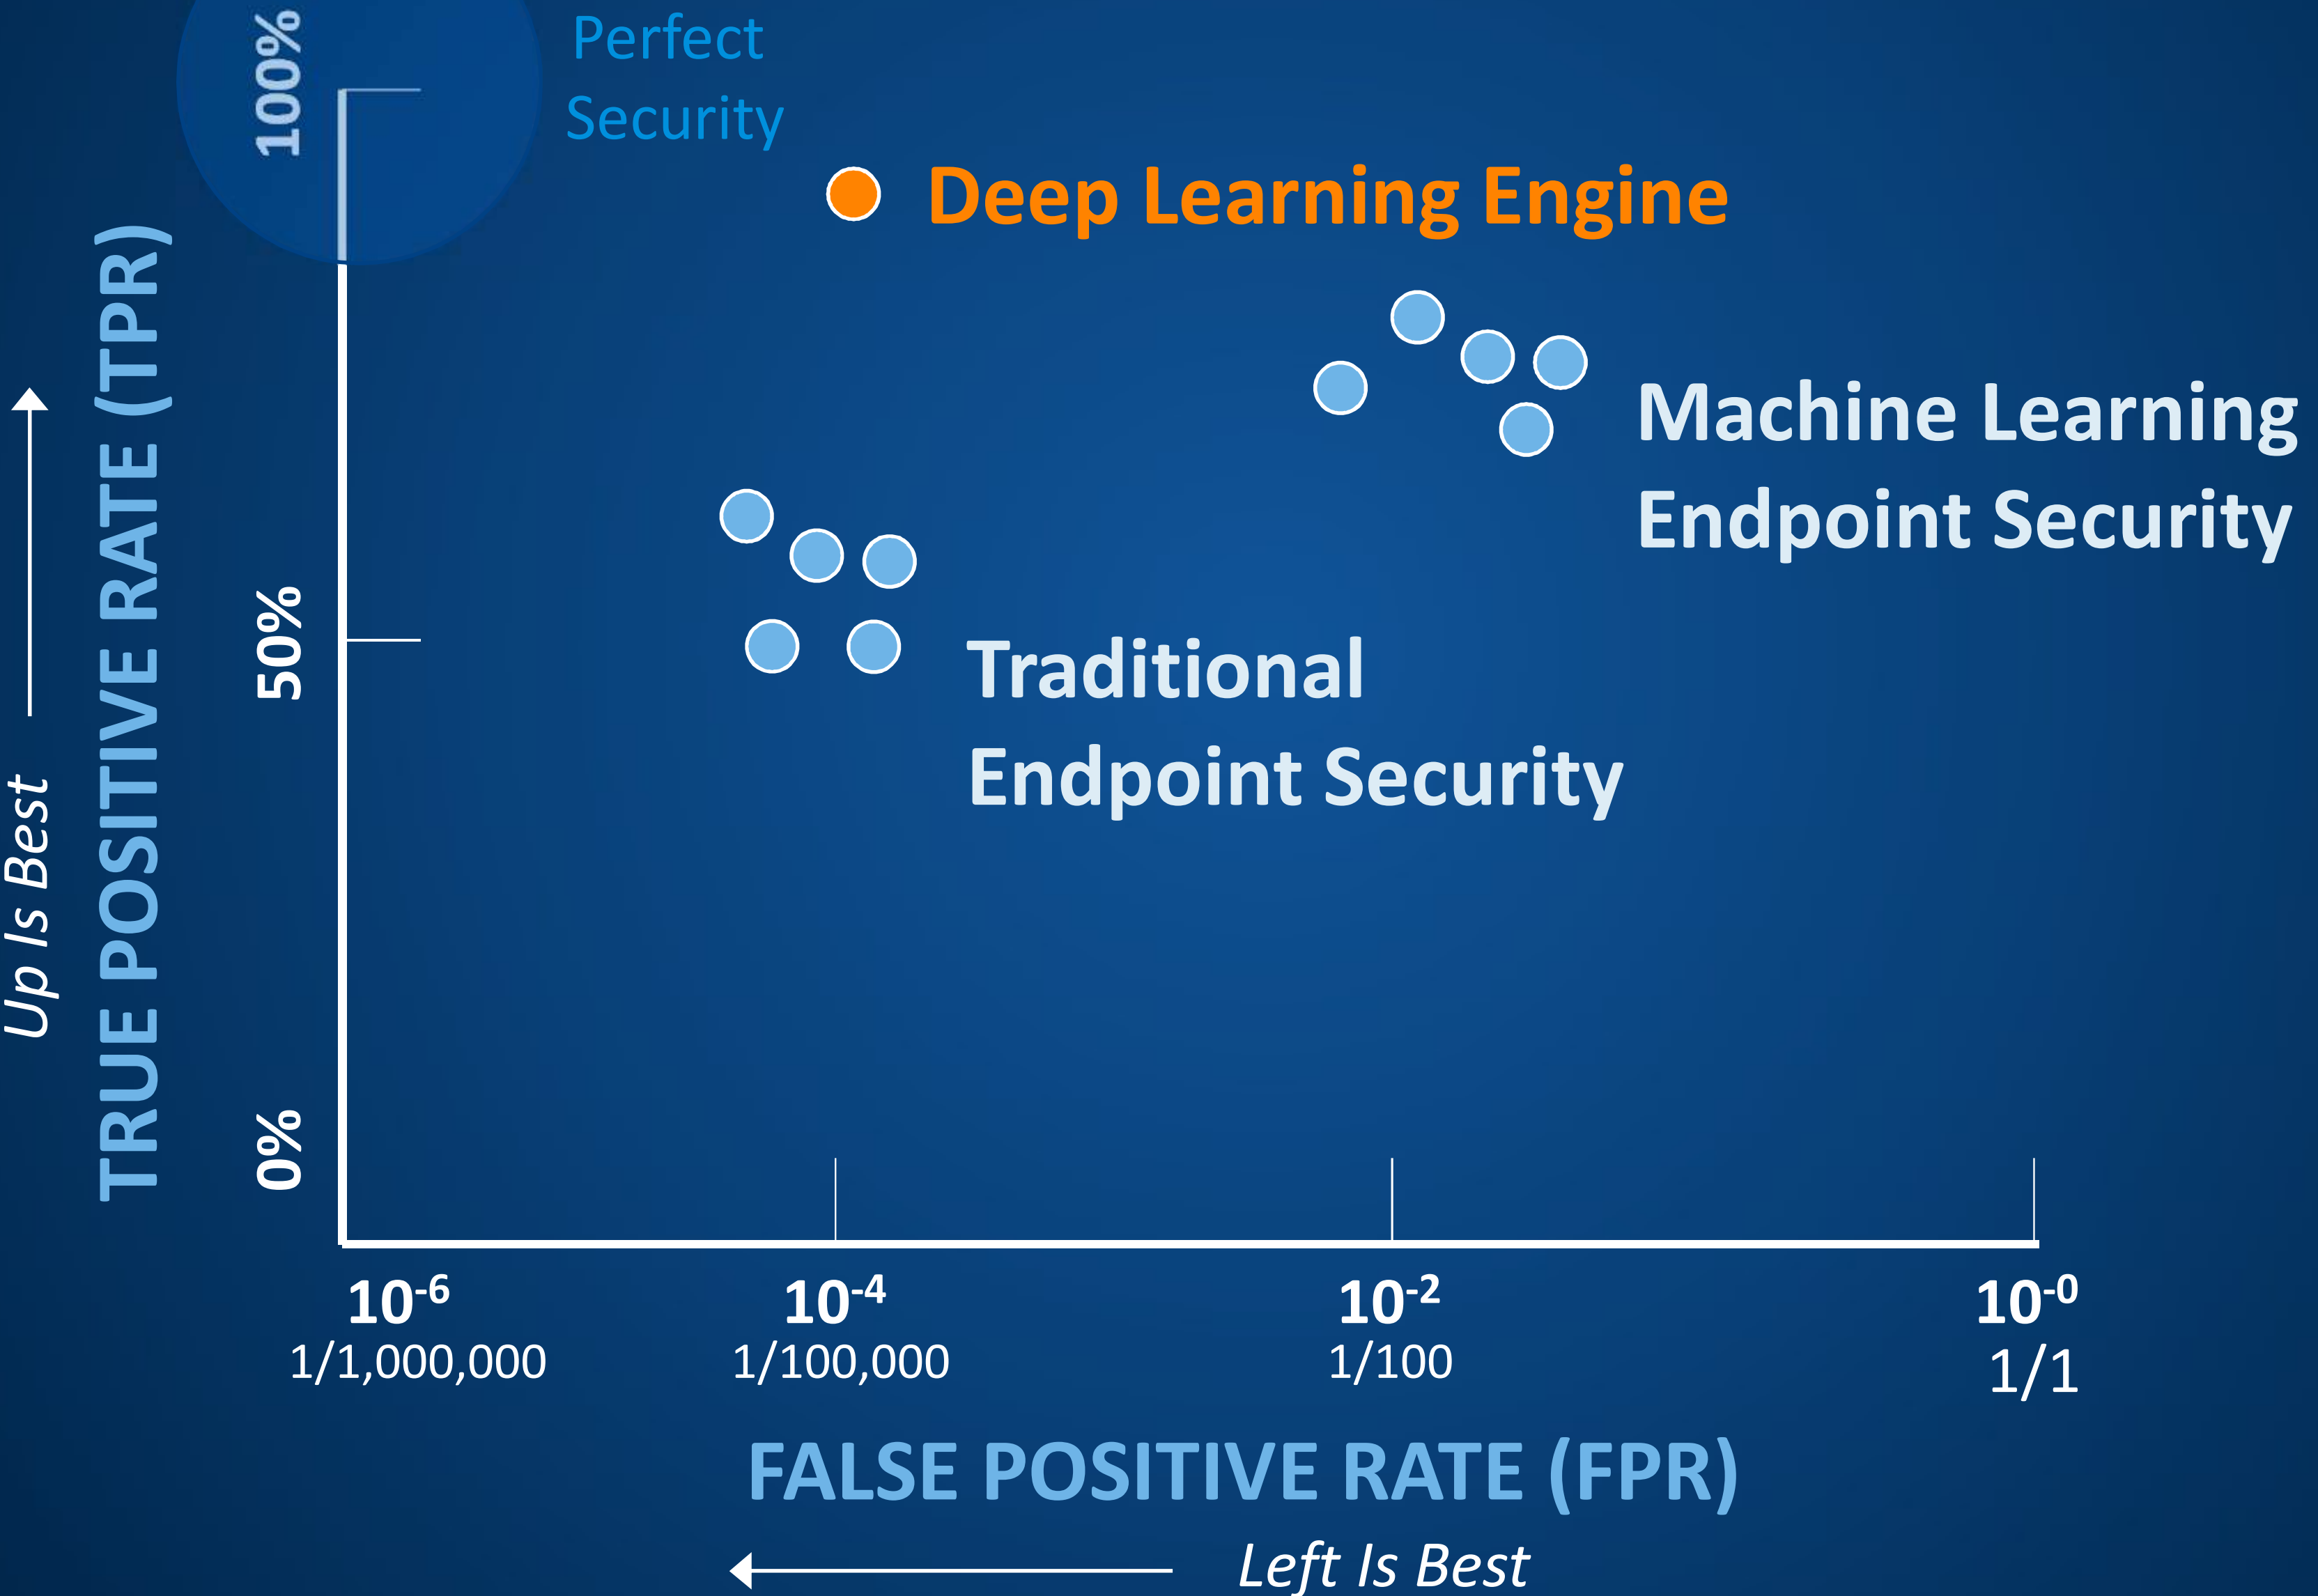 100%
Perfect
Security
Deep Learning Engine
Machine Learning
Endpoint Security
TRUE POSITIVE RATE (TPR)
Up Is Best
50%
Traditional
Endpoint Security
0%
10⁻⁶
10⁻⁴
10⁻²
10⁻⁰
1/1,000,000
1/100,000
1/100
1/1
FALSE POSITIVE RATE (FPR)
Left Is Best